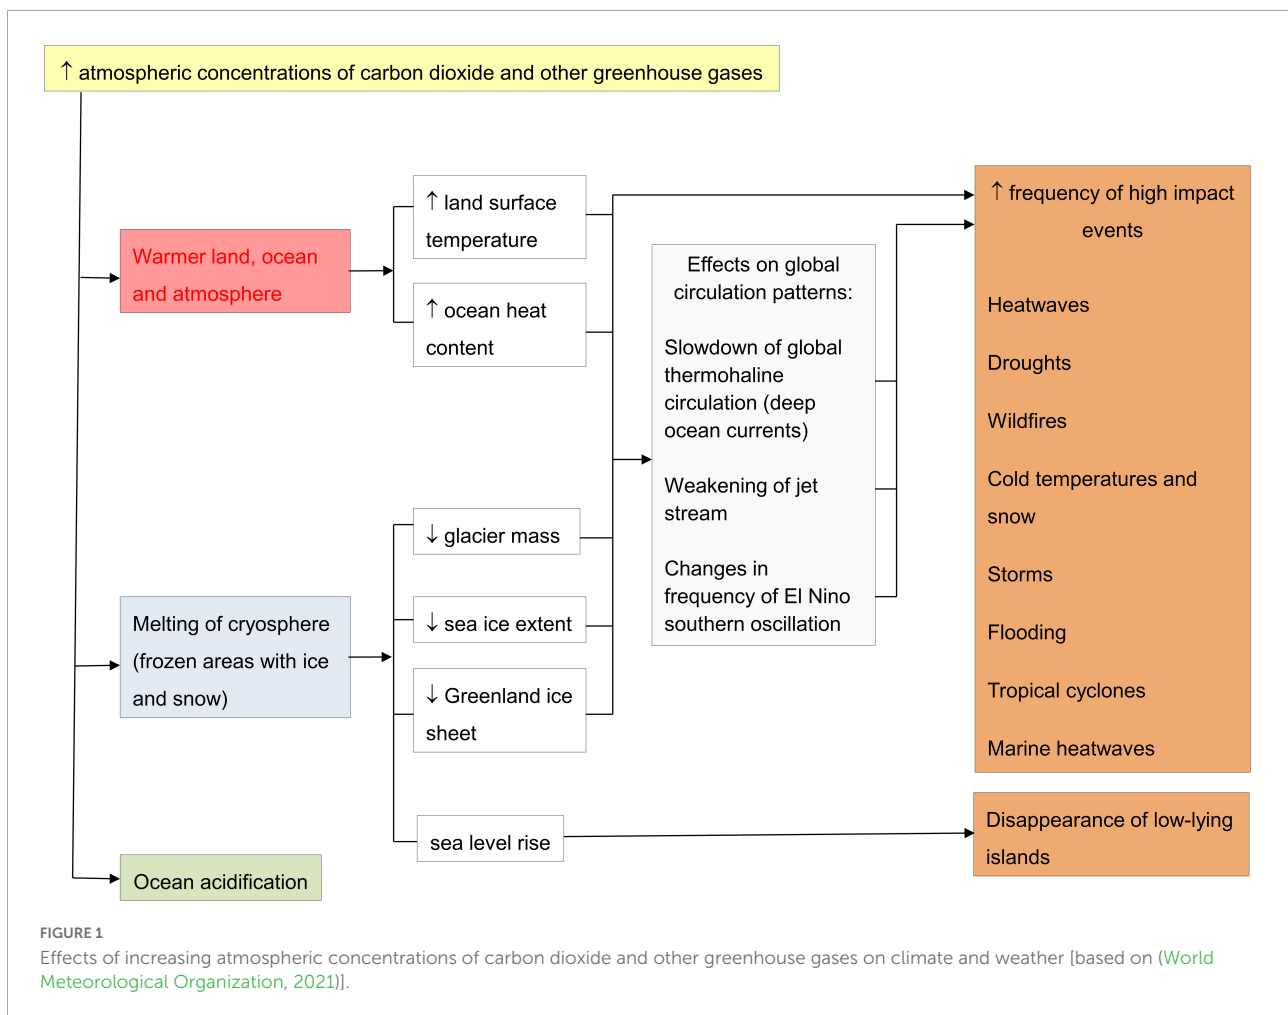 ↑ atmospheric concentrations of carbon dioxide and other greenhouse gases
Warmer land, ocean
and atmosphere
↑ land surface
temperature
↑ ocean heat
content
Effects on global
circulation patterns:
Slowdown of global
thermohaline
circulation (deep
ocean currents)
Weakening of jet
stream
Changes in
frequency of El Nino
southern oscillation
↑ frequency of high impact
events
Heatwaves
Droughts
Wildfires
Cold temperatures and
snow
Storms
Flooding
Tropical cyclones
Marine heatwaves
Melting of cryosphere
(frozen areas with ice
and snow)
↓ glacier mass
↓ sea ice extent
↓ Greenland ice
sheet
sea level rise
Disappearance of low-lying
islands
Ocean acidification
FIGURE 1
Effects of increasing atmospheric concentrations of carbon dioxide and other greenhouse gases on climate and weather [based on (World
Meteorological Organization, 2021)].